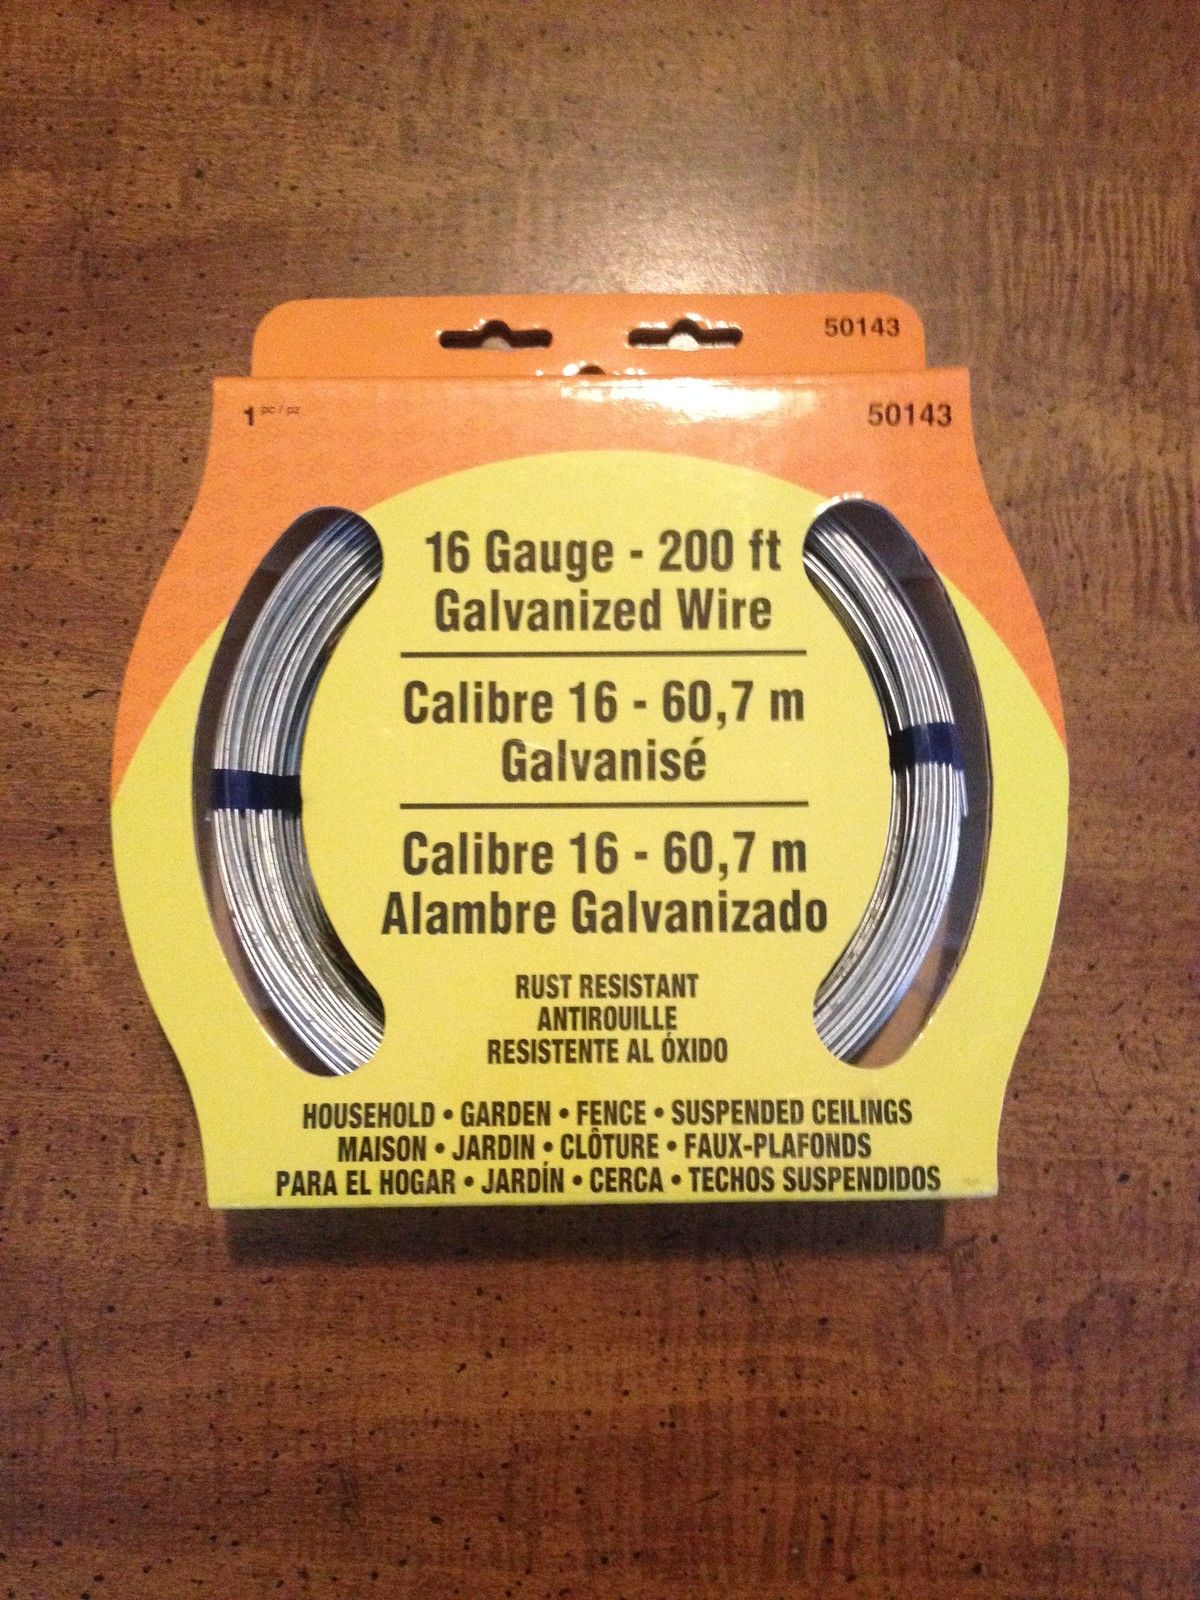 50143
1 pc / pz
50143
16 Gauge - 200 ft
Galvanized Wire
Calibre 16 - 60,7 m
Galvanisé
Calibre 16 - 60,7 m
Alambre Galvanizado
RUST RESISTANT
ANTIROUILLE
RESISTENTE AL ÓXIDO
HOUSEHOLD • GARDEN • FENCE • SUSPENDED CEILINGS
MAISON • JARDIN • CLÔTURE • FAUX-PLAFONDS
PARA EL HOGAR • JARDÍN • CERCA • TECHOS SUSPENDIDOS